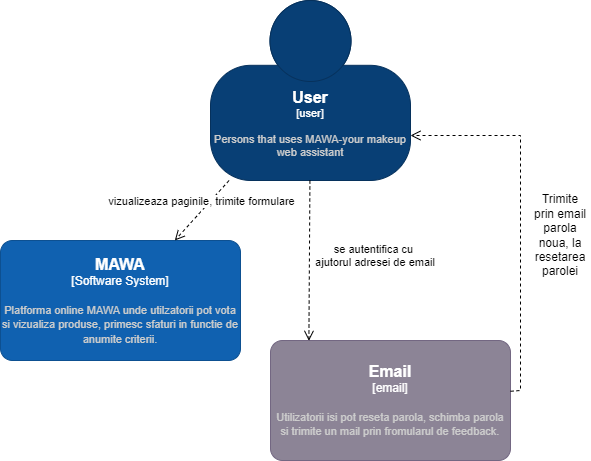 User
[user]
Persons that uses MAWA-your makeup
web assistant
vizualizeaza paginile, trimite formulare
Trimite
prin email
parola
noua, la
resetarea
parolei
se autentifica cu
ajutorul adresei de email
MAWA
[Software System]
Platforma online MAWA unde utilzatorii pot vota
si vizualiza produse, primesc sfaturi in functie de
anumite criterii.
Email
[email]
Utilizatorii isi pot reseta parola, schimba parola
si trimite un mail prin fromularul de feedback.